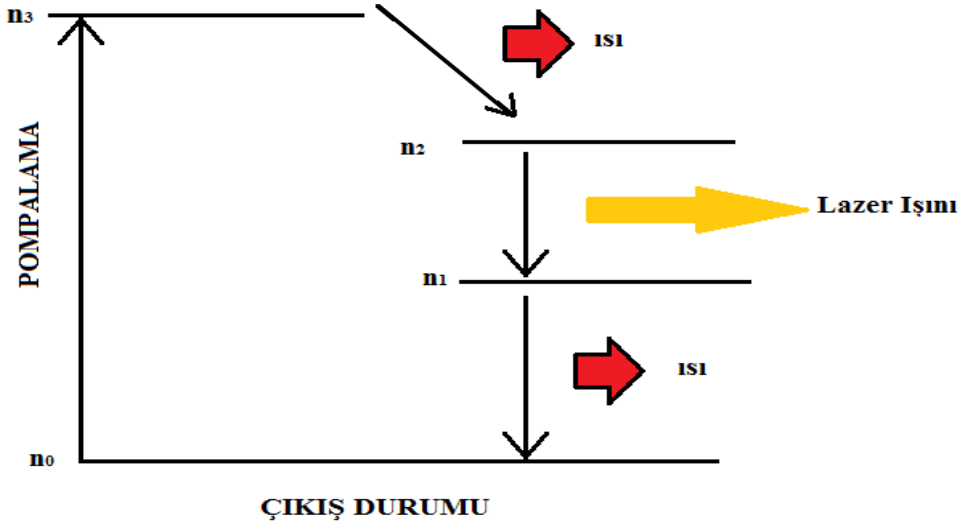 n₃
ısı
n₂
POMPALAMA
Lazer Işını
n₁
ısı
n₀
ÇIKIŞ DURUMU